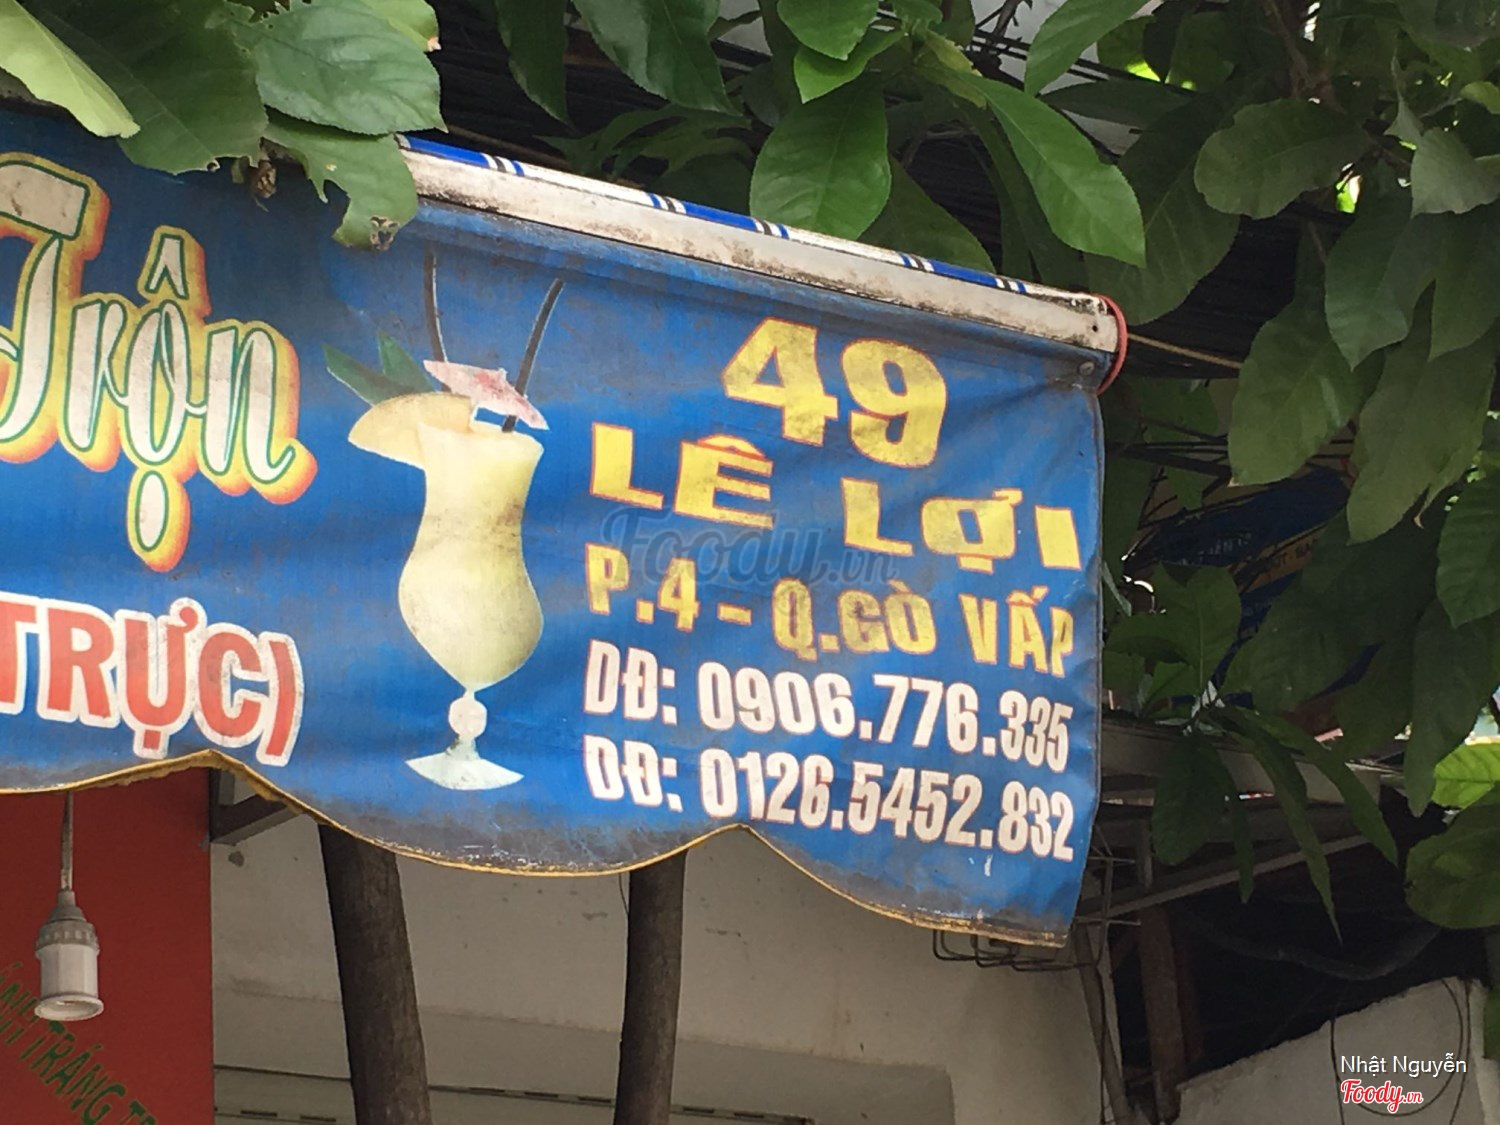 Trộn
TRỰC)
49
LÊ LỢI
P.4 - Q.GÒ VẤP
DĐ: 0906.776.335
DĐ: 0126.5452.832
Foody.vn
TRÁNG
Nhật Nguyễn
Foody.vn